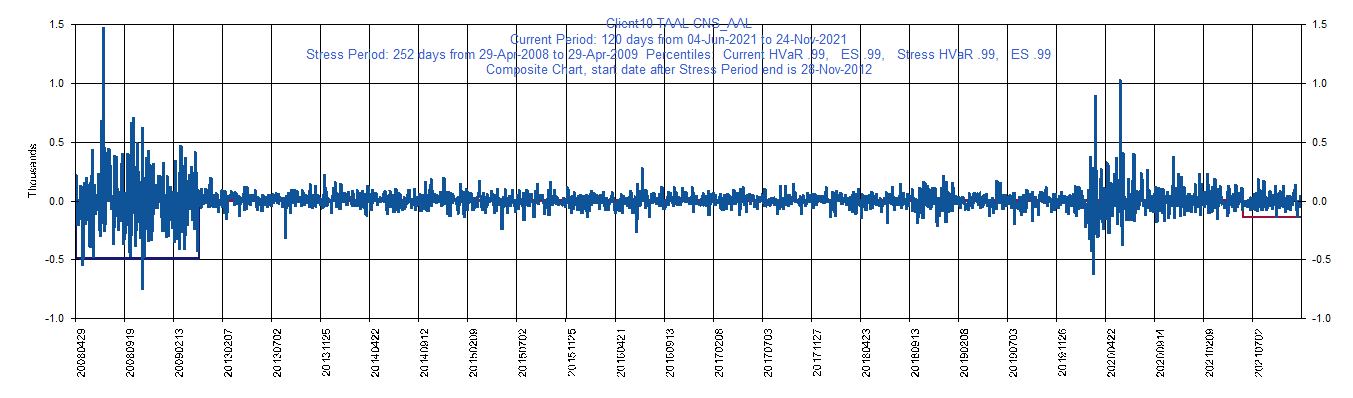 Client10 TAAL CNS_AAL
Current Period: 120 days from 04-Jun-2021 to 24-Nov-2021
Stress Period: 252 days from 29-Apr-2008 to 29-Apr-2009 Percentiles: Current HVaR .99, ES .99, Stress HVaR .99, ES .99
Composite Chart, start date after Stress Period end is 28-Nov-2012
1.5 1.5
1.0 1.0
0.5 0.5
Thousands
0.0 0.0
-0.5 -0.5
-1.0 -1.0
20080429 20080919 20090213 20130207 20130702 20131125 20140422 20140912 20150209 20150702 20151125 20160421 20160913 20170208 20170703 20171127 20180423 20180913 20190208 20190703 20191126 20200422 20200914 20210209 20210702